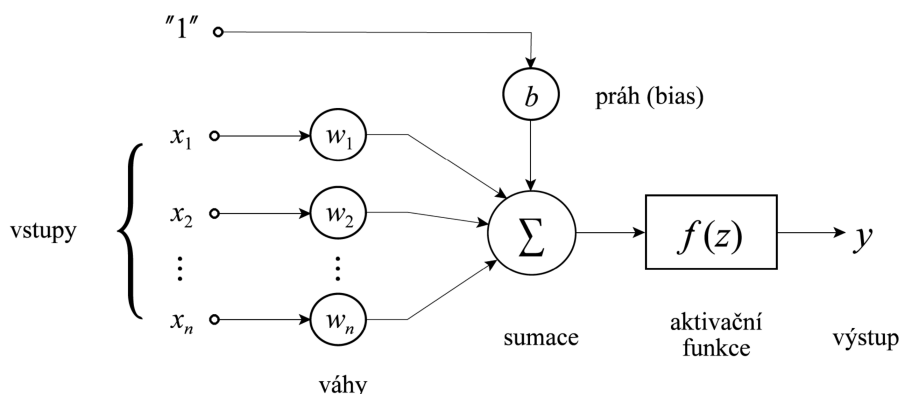 "1"
b
práh (bias)
x₁
w₁
vstupy
x₂
w₂
∑
f(z)
y
⋮
⋮
xₙ
wₙ
sumace
aktivační
funkce
výstup
váhy